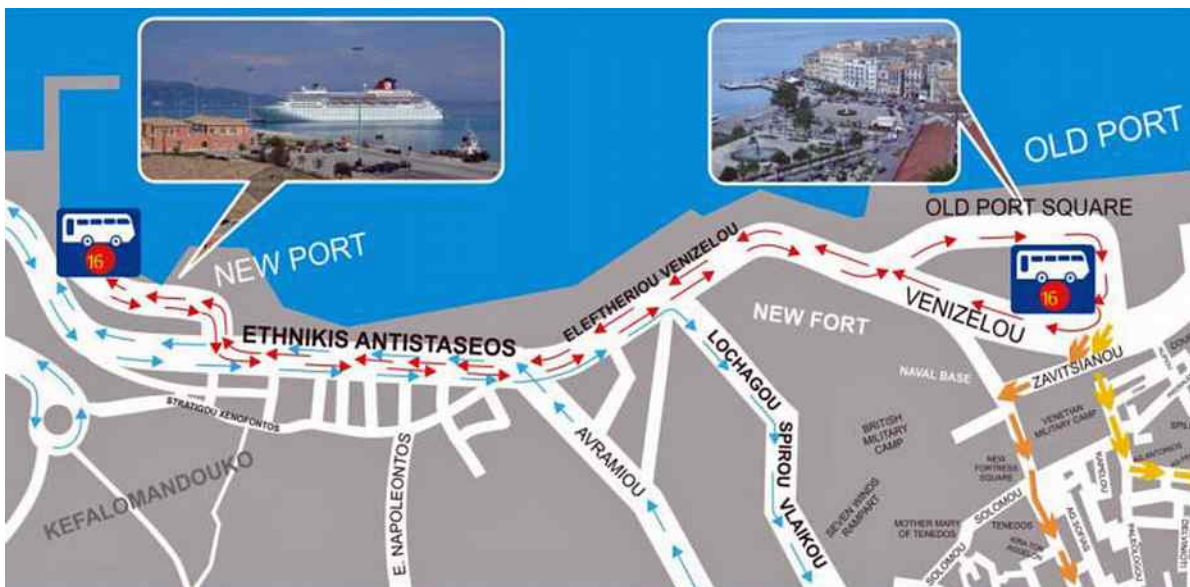 OLD PORT
OLD PORT SQUARE
16
NEW PORT
16
ELEFTHERIOU VENIZELOU
VENIZELOU
NEW FORT
ETHNIKIS ANTISTASEOS
LOCHAGOU
SPIROU
VLAIKOU
NAVAL BASE
ZAVITSIANOU
STRATIGOU XENOFONTOS
AVRAMIOU
E. NAPOLEONTOS
KEFALOMANDOUKO
BRITISH
MILITARY
CAMP
VENETIAN
MILITARY CAMP
SEVEN WINDS
RAMPART
NEW
FORTRESS
SQUARE
SOLOMOU
MOTHER MARY
OF TENEDOS
TENEDOS
SOLOMOU
AG.SOFIAS